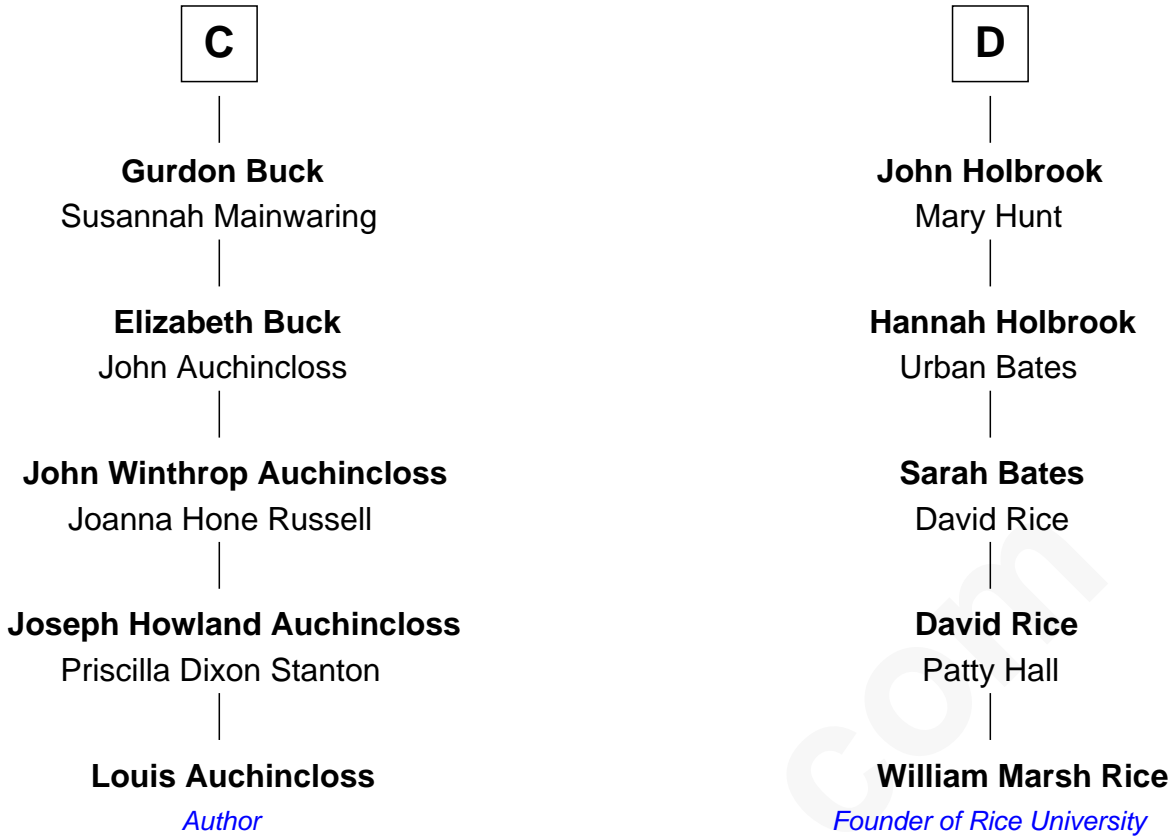 C
Gurdon Buck
Susannah Mainwaring
Elizabeth Buck
John Auchincloss
John Winthrop Auchincloss
Joanna Hone Russell
Joseph Howland Auchincloss
Priscilla Dixon Stanton
Louis Auchincloss
Author
D
John Holbrook
Mary Hunt
Hannah Holbrook
Urban Bates
Sarah Bates
David Rice
David Rice
Patty Hall
William Marsh Rice
Founder of Rice University
com